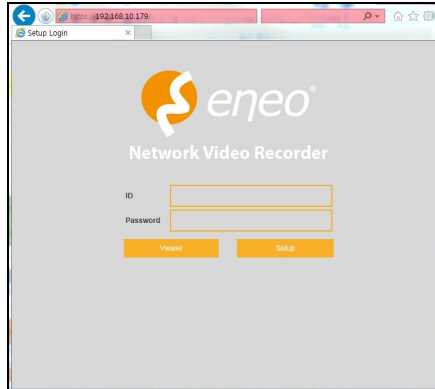 https://192.168.10.179/
Setup Login
eneo®
Network Video Recorder
ID
Password
Viewer
Setup